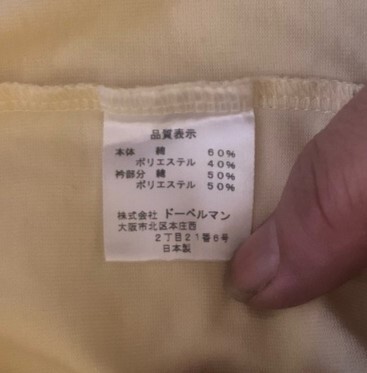 品質表示
本体 綿 60%
ポリエステル 40%
衿部分 綿 50%
ポリエステル 50%
株式会社 ドーベルマン
大阪市北区本庄西
2丁目21番6号
日本製